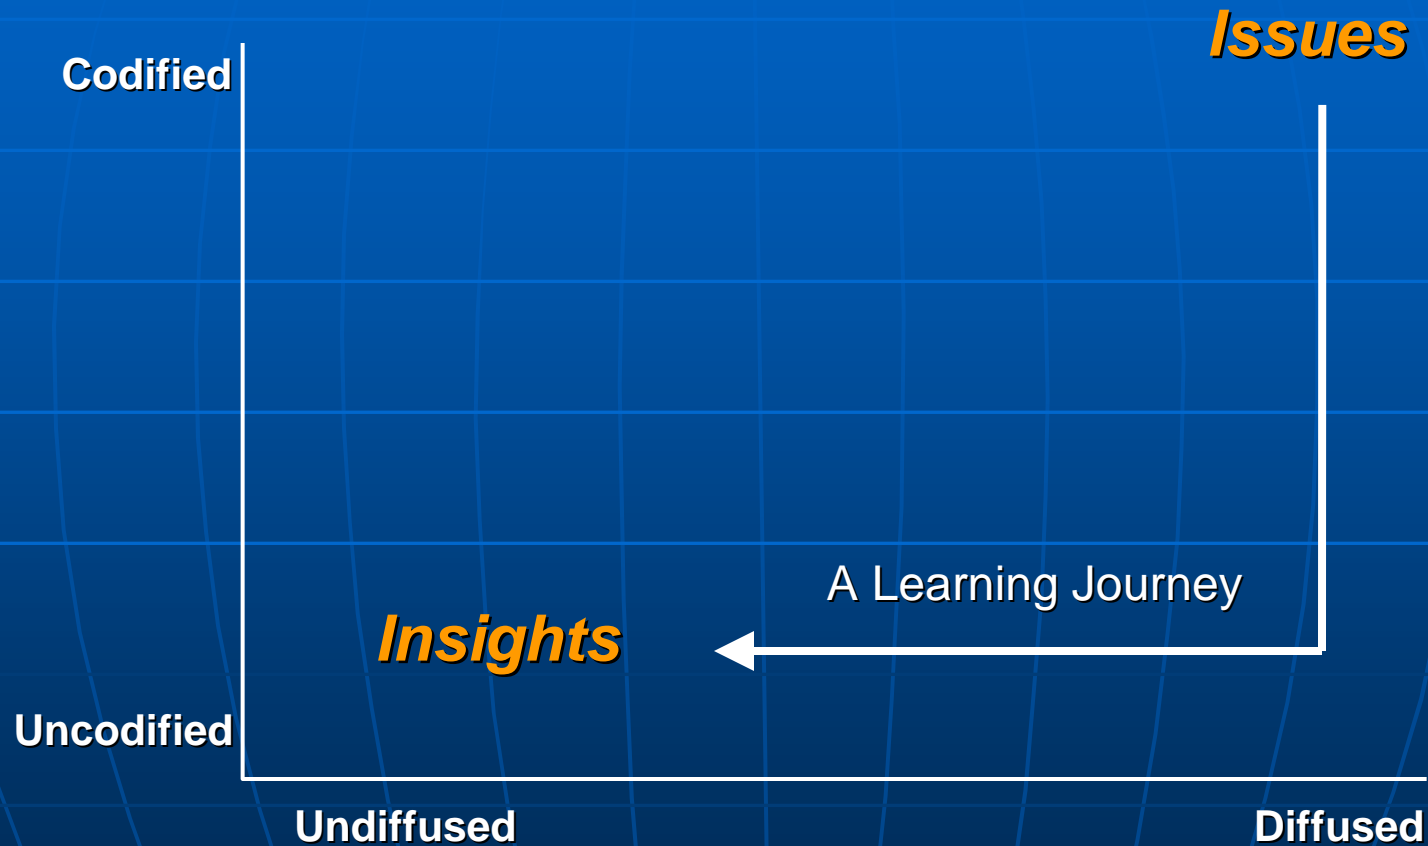 Issues
Codified
A Learning Journey
Insights
Uncodified
Undiffused
Diffused